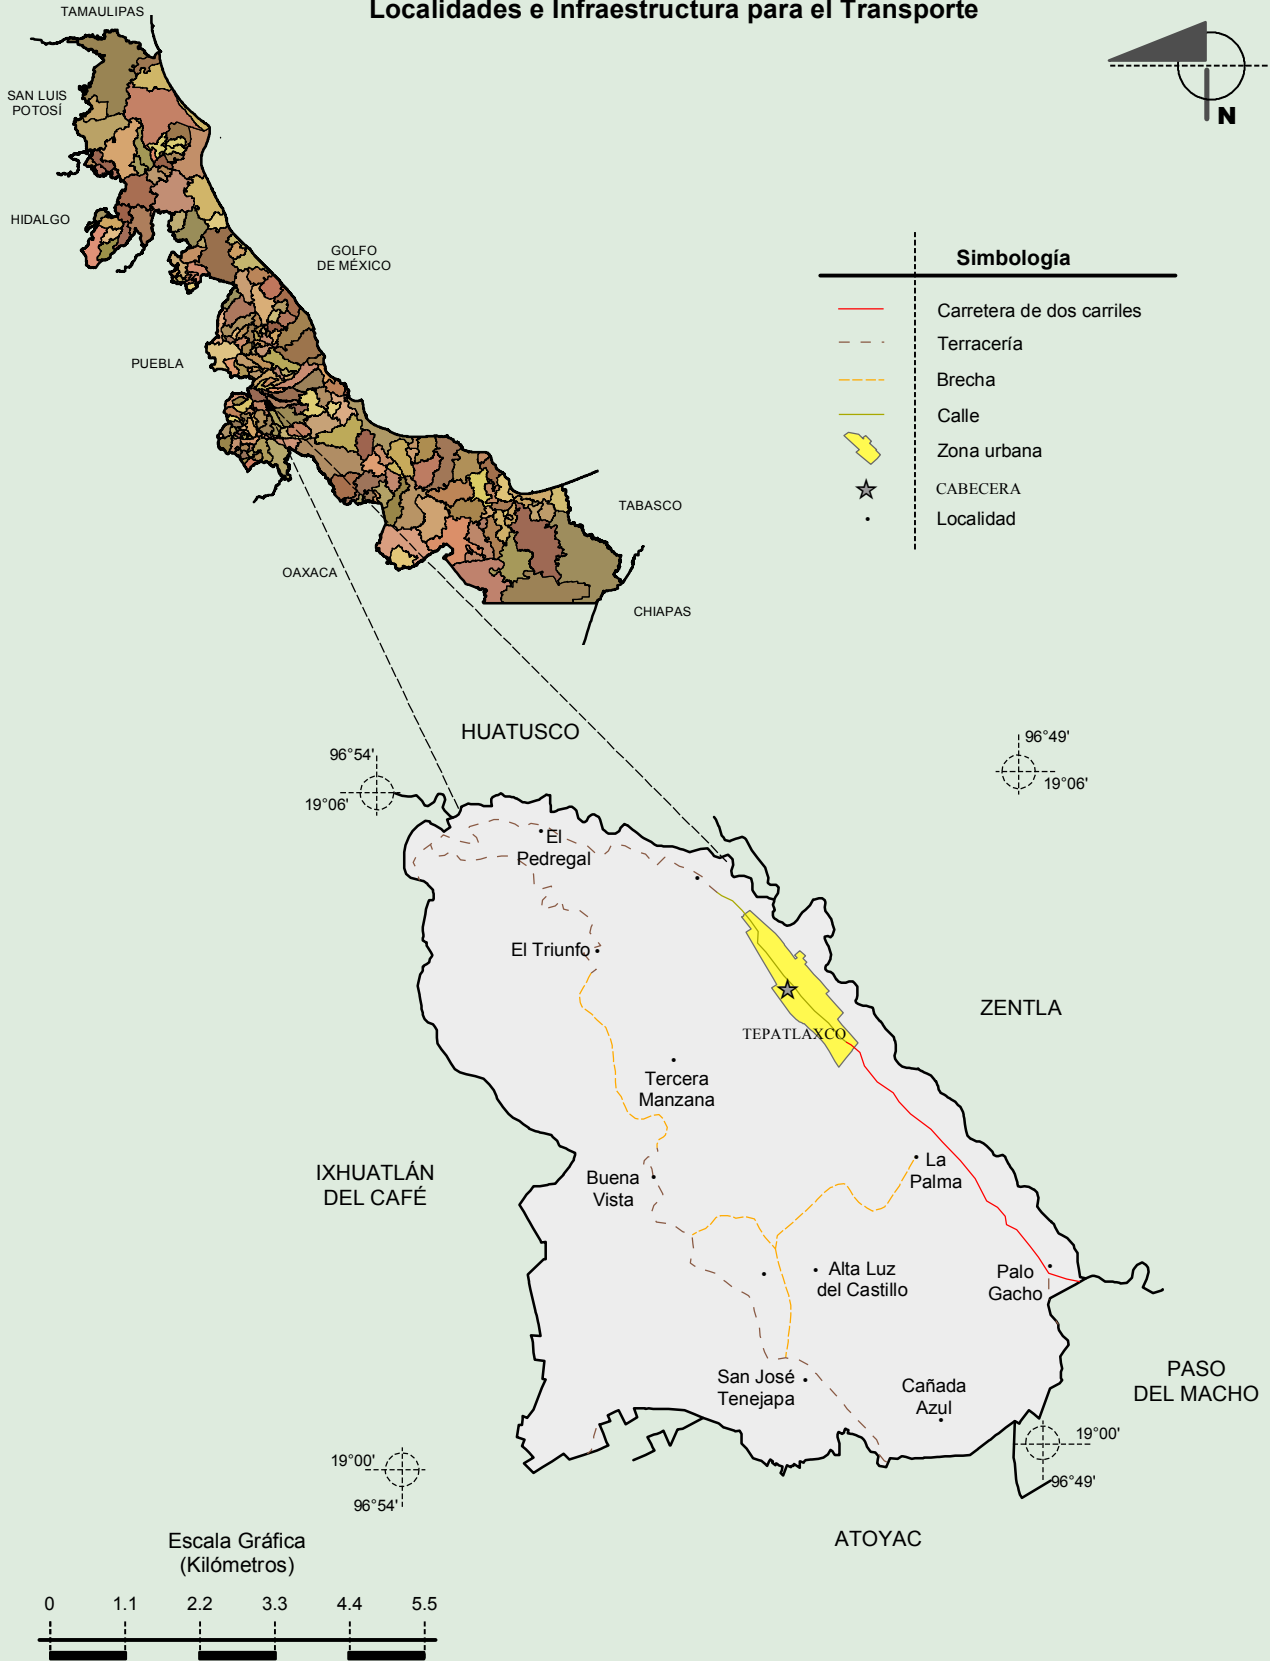 Localidades e Infraestructura para el Transporte
TAMAULIPAS
SAN LUIS
POTOSÍ
HIDALGO
GOLFO
DE MÉXICO
PUEBLA
TABASCO
OAXACA
CHIAPAS
N
Simbología
Carretera de dos carriles
Terracería
Brecha
Calle
Zona urbana
CABECERA
Localidad
HUATUSCO
96°54'
19°06'
96°49'
19°06'
El
Pedregal
El Triunfo
TEPATLAXCO
ZENTLA
Tercera
Manzana
IXHUATLÁN
DEL CAFÉ
Buena
Vista
La
Palma
Alta Luz
del Castillo
Palo
Gacho
San José
Tenejapa
Cañada
Azul
PASO
DEL MACHO
19°00'
96°54'
19°00'
96°49'
ATOYAC
Escala Gráfica
(Kilómetros)
0 1.1 2.2 3.3 4.4 5.5